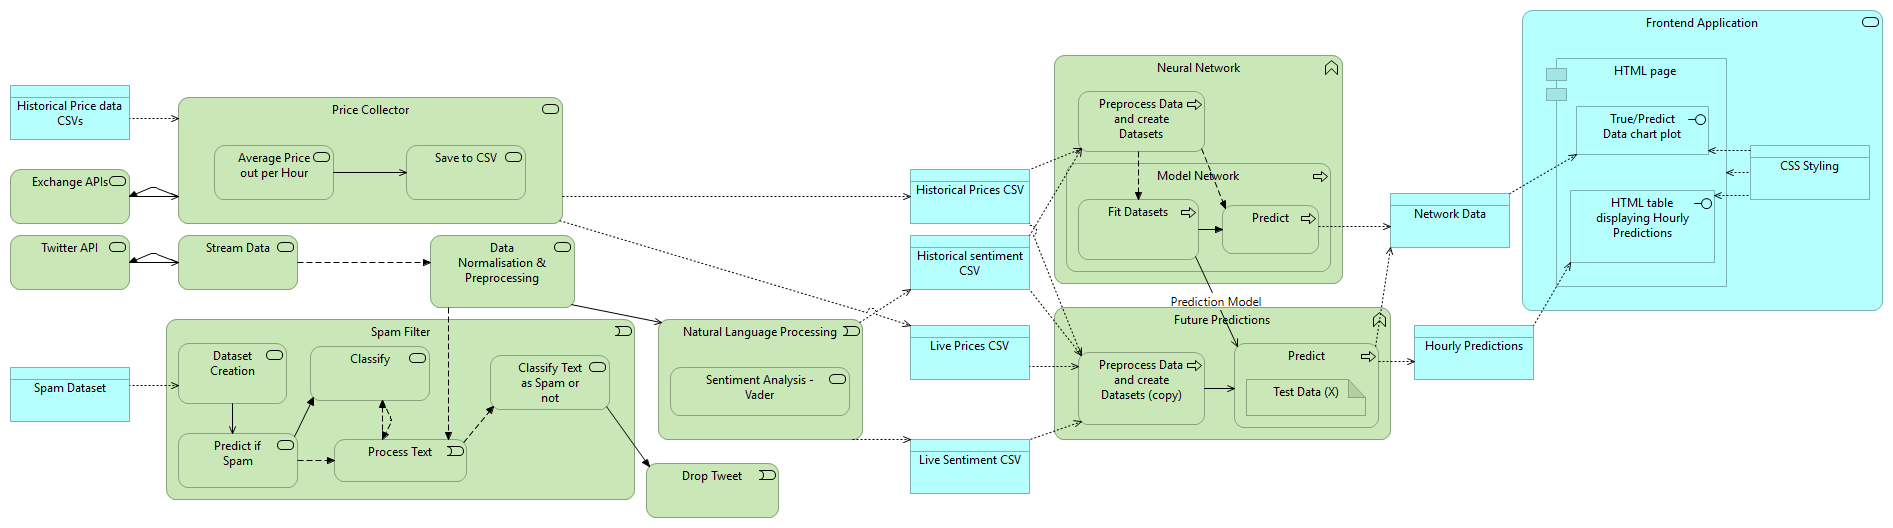 Historical Price data
CSVs
Exchange APIs
Twitter API
Spam Dataset
Price Collector
Average Price
out per Hour
Save to CSV
Stream Data
Data
Normalisation &
Preprocessing
Spam Filter
Dataset
Creation
Classify
Classify Text
as Spam or
not
Predict if
Spam
Process Text
Natural Language Processing
Sentiment Analysis -
Vader
Drop Tweet
Historical Prices CSV
Historical sentiment
CSV
Live Prices CSV
Live Sentiment CSV
Neural Network
Preprocess Data
and create
Datasets
Model Network
Fit Datasets
Predict
Prediction Model
Future Predictions
Preprocess Data
and create
Datasets (copy)
Predict
Test Data (X)
Network Data
Hourly Predictions
Frontend Application
HTML page
True/Predict
Data chart plot
HTML table
displaying Hourly
Predictions
CSS Styling